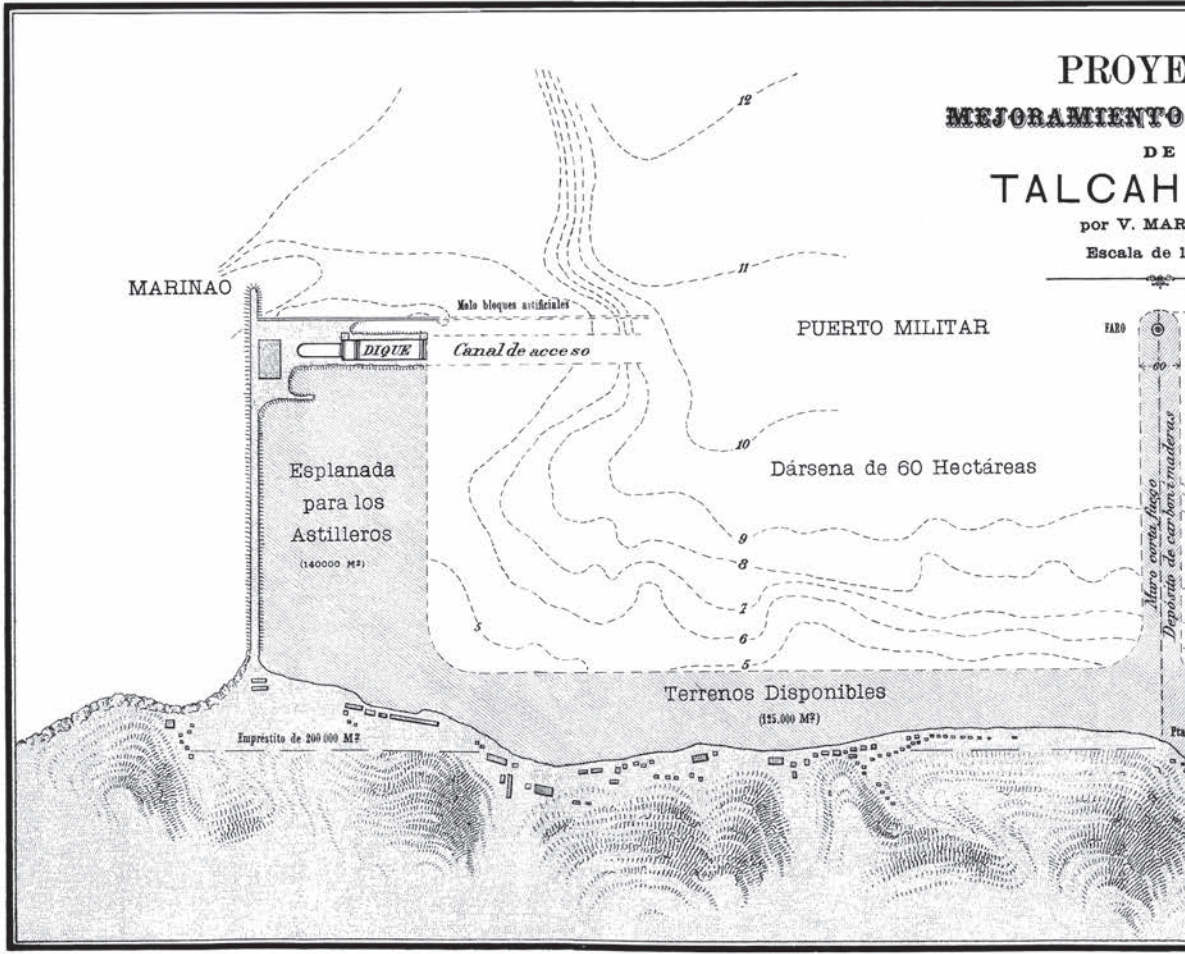 PROYE
MEJORAMIENTO
DE
TALCAH
por V. MAR
Escala de 1
12
11
MARINAO
Molo bloques artificiales
PUERTO MILITAR
FARO
DIQUE
Canal de acceso
60
10
Dársena de 60 Hectáreas
Esplanada
para los
Astilleros
(140000 M²)
Muro corta fuego
Depósito de carbon i maderas
9
8
7
6
5
5
Terrenos Disponibles
(125.000 M²)
Empréstito de 200 000 M²
Pta